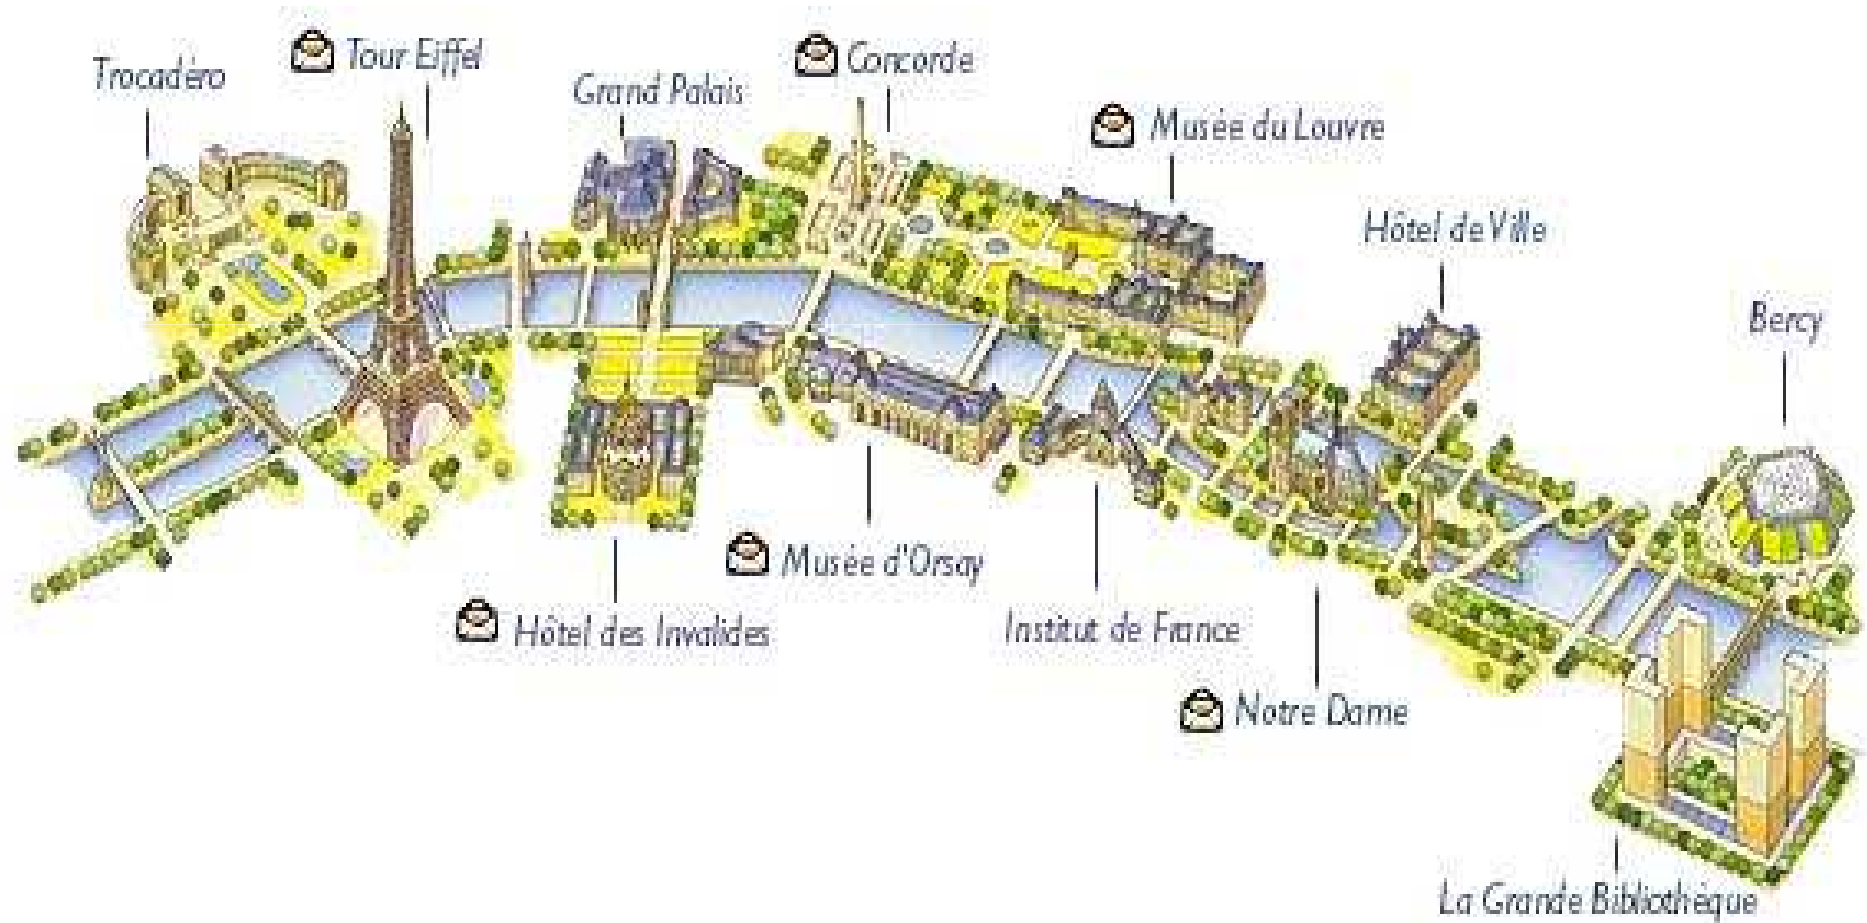 Trocadéro
Tour Eiffel
Grand Palais
Concorde
Musée du Louvre
Hôtel de Ville
Bercy
Hôtel des Invalides
Musée d'Orsay
Institut de France
Notre Dame
La Grande Bibliothèque